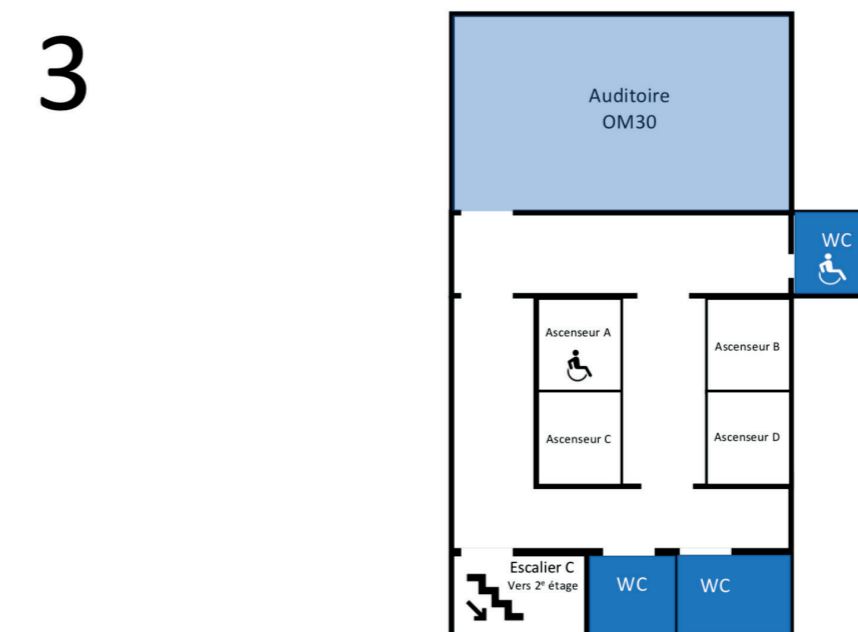 3
Auditoire
OM30
WC
Ascenseur A
Ascenseur B
Ascenseur C
Ascenseur D
Escalier C
Vers 2ᵉ étage
WC
WC